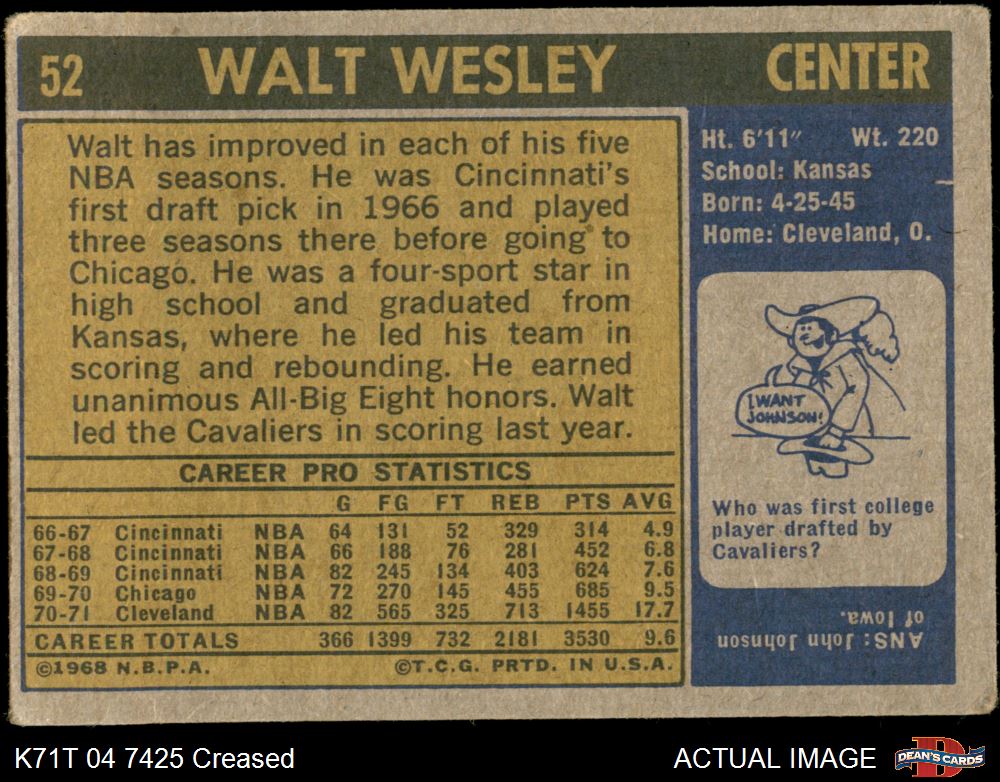 52 WALT WESLEY CENTER
Walt has improved in each of his five
NBA seasons. He was Cincinnati's
first draft pick in 1966 and played
three seasons there before going to
Chicago. He was a four-sport star in
high school and graduated from
Kansas, where he led his team in
scoring and rebounding. He earned
unanimous All-Big Eight honors. Walt
led the Cavaliers in scoring last year.
CAREER PRO STATISTICS
G FG FT REB PTS AVG
66-67 Cincinnati NBA 64 131 52 329 314 4.9
67-68 Cincinnati NBA 66 188 76 281 452 6.8
68-69 Cincinnati NBA 82 245 134 403 624 7.6
69-70 Chicago NBA 72 270 145 455 685 9.5
70-71 Cleveland NBA 82 565 325 713 1455 17.7
CAREER TOTALS 366 1399 732 2181 3530 9.6
©1968 N.B.P.A. ©T.C.G. PRTD. IN U.S.A.
Ht. 6'11" Wt. 220
School: Kansas
Born: 4-25-45
Home: Cleveland, O.
I WANT
JOHNSON!
Who was first college
player drafted by
Cavaliers?
ANS: John Johnson
of Iowa.
K71T 04 7425 Creased
ACTUAL IMAGE
D
DEAN'S CARDS